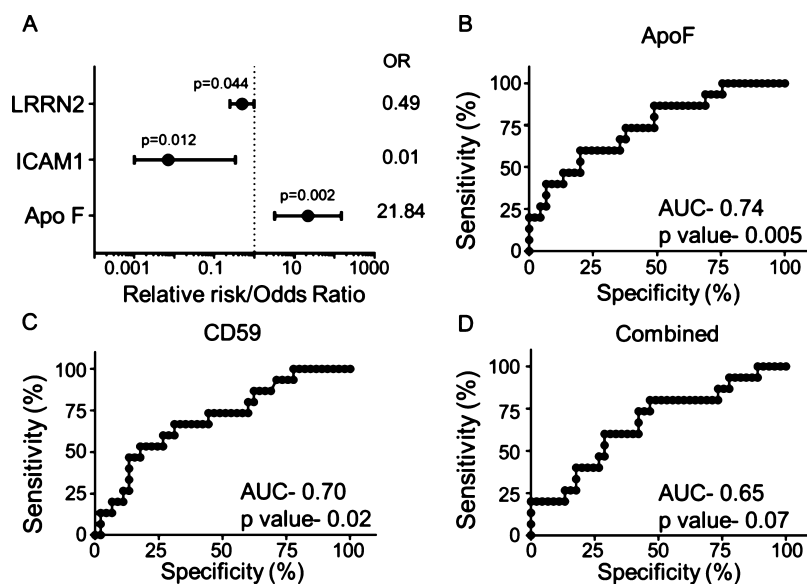 A
OR
LRRN2
p=0.044
0.49
ICAM1
p=0.012
0.01
Apo F
p=0.002
21.84
0.001 0.1 10 1000
Relative risk/Odds Ratio
B
ApoF
Sensitivity (%)
100
75
50
25
0
AUC- 0.74
p value- 0.005
0 25 50 75 100
Specificity (%)
C
CD59
Sensitivity (%)
100
75
50
25
0
AUC- 0.70
p value- 0.02
0 25 50 75 100
Specificity (%)
D
Combined
Sensitivity (%)
100
75
50
25
0
AUC- 0.65
p value- 0.07
0 25 50 75 100
Specificity (%)